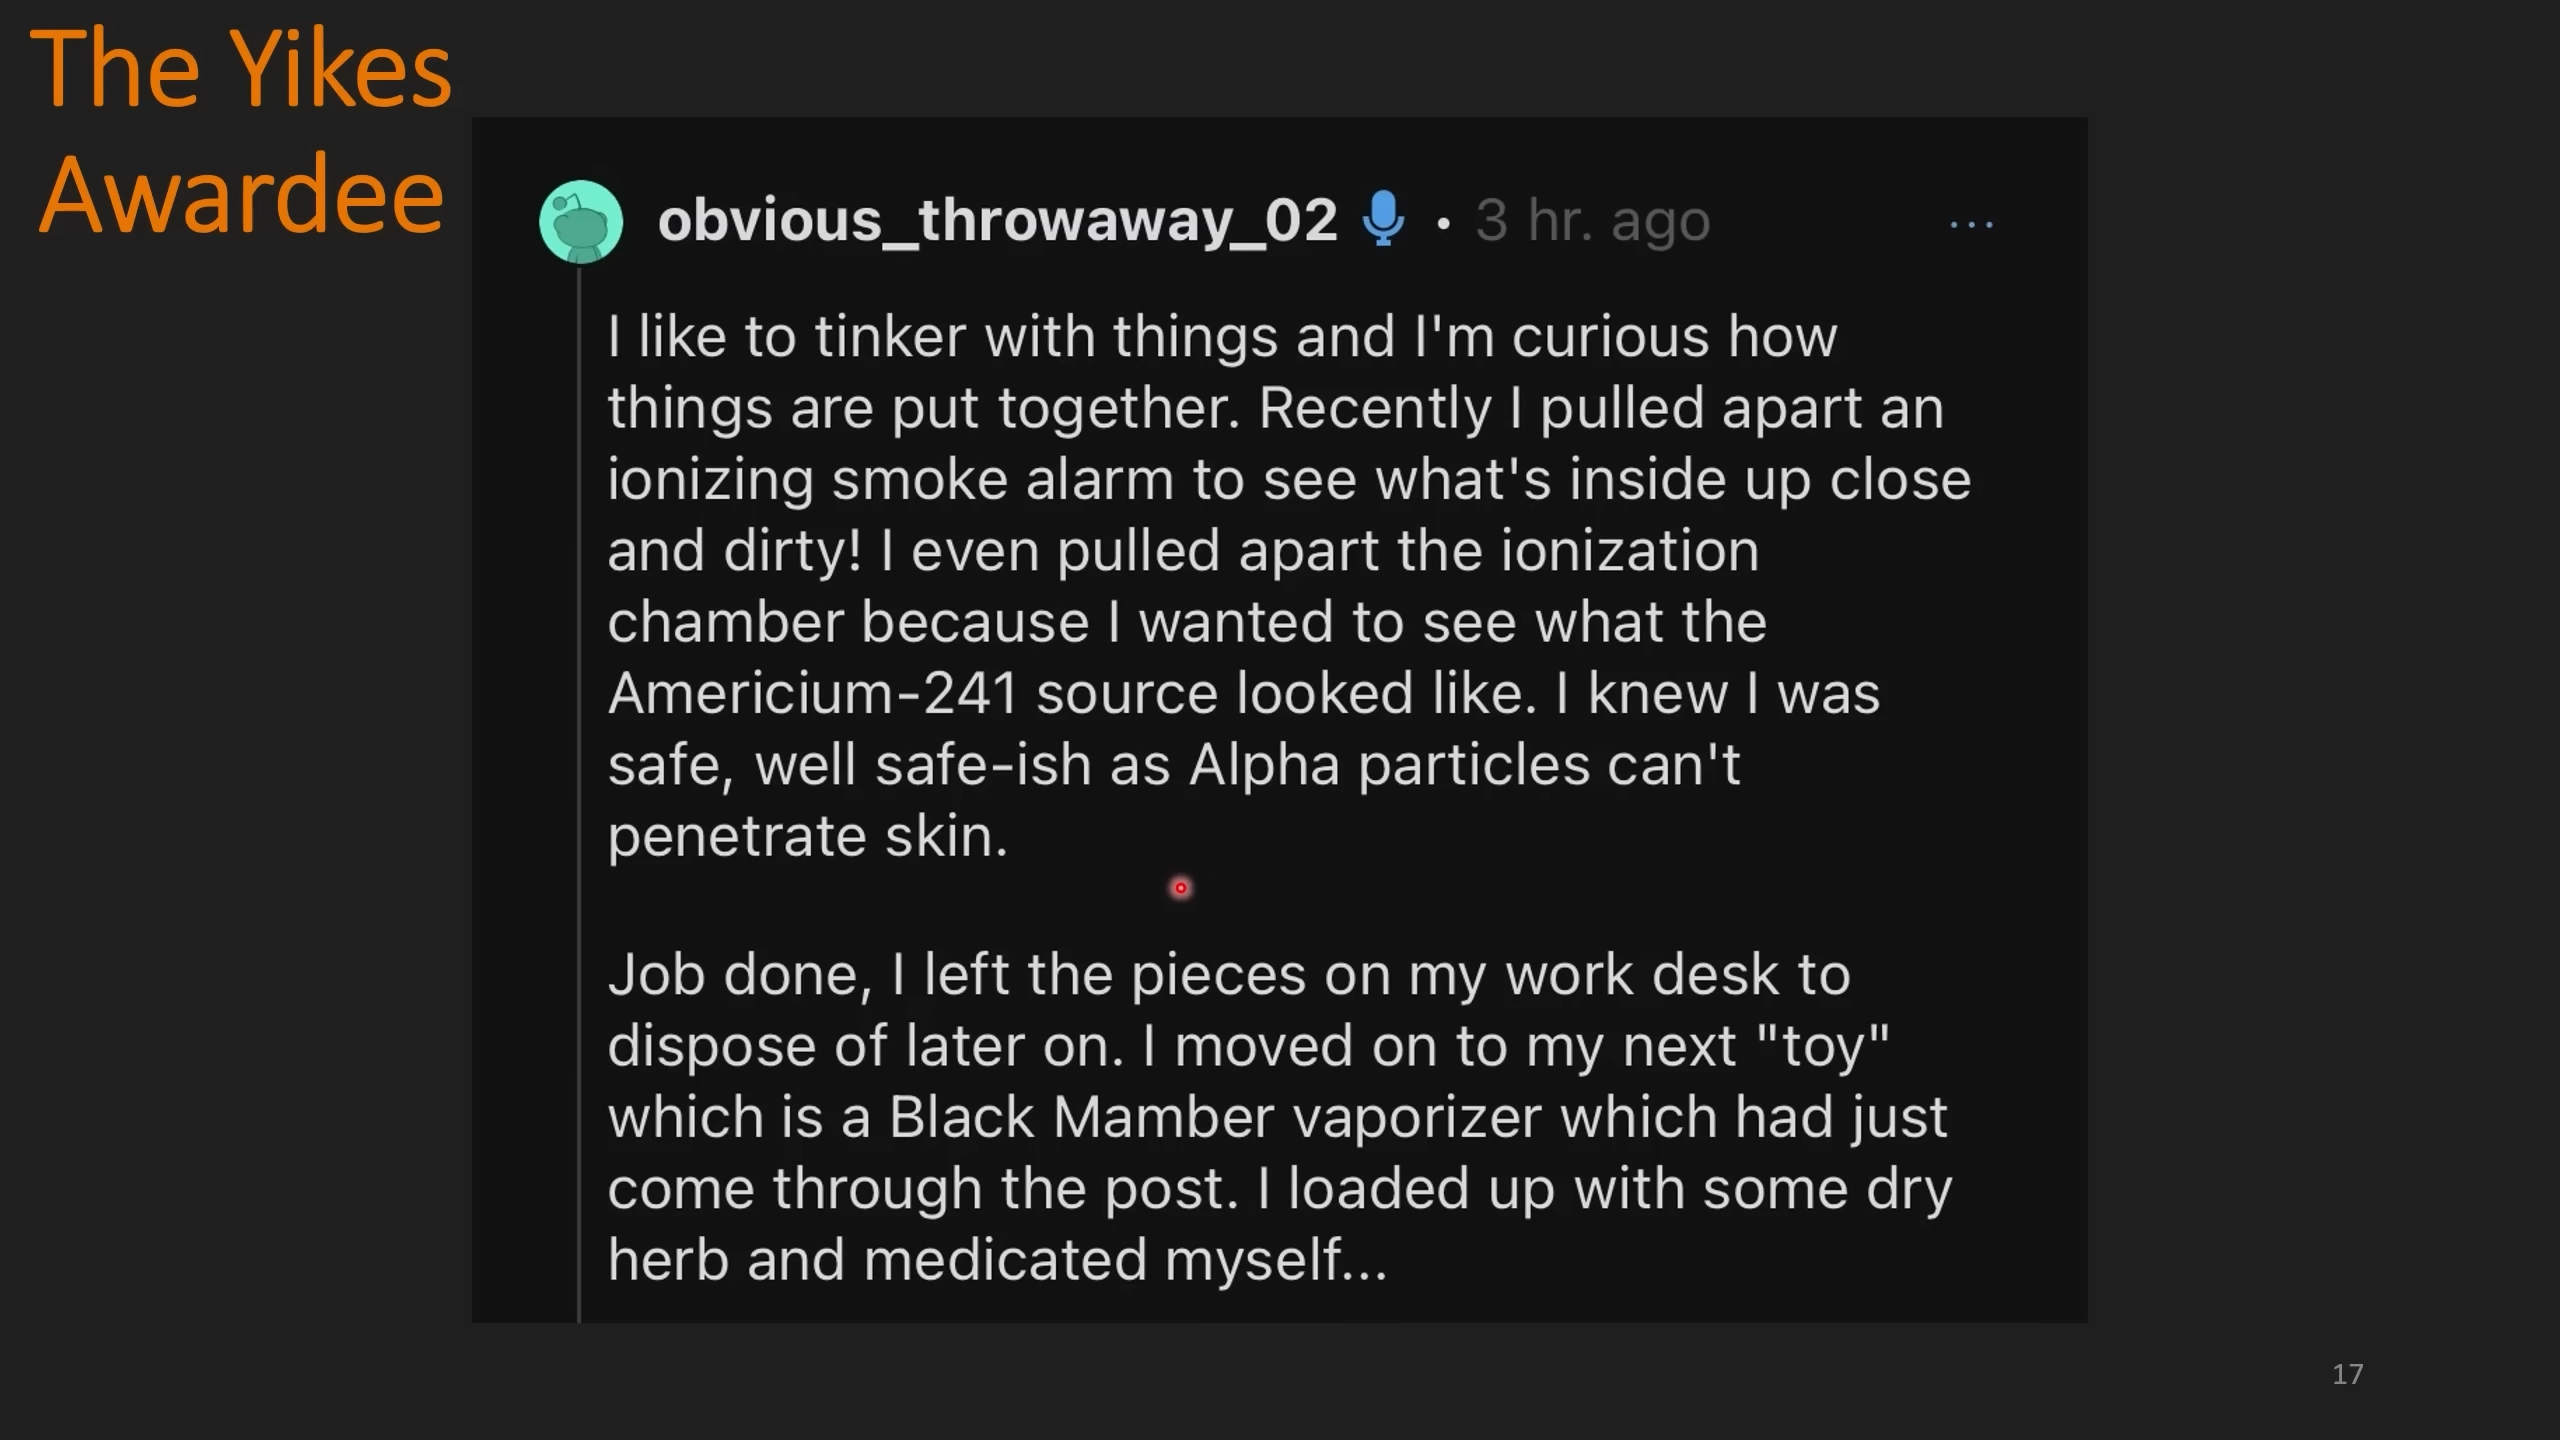 The Yikes
Awardee
obvious_throwaway_02 • 3 hr. ago ...
I like to tinker with things and I'm curious how
things are put together. Recently I pulled apart an
ionizing smoke alarm to see what's inside up close
and dirty! I even pulled apart the ionization
chamber because I wanted to see what the
Americium-241 source looked like. I knew I was
safe, well safe-ish as Alpha particles can't
penetrate skin.
Job done, I left the pieces on my work desk to
dispose of later on. I moved on to my next "toy"
which is a Black Mamber vaporizer which had just
come through the post. I loaded up with some dry
herb and medicated myself...
17